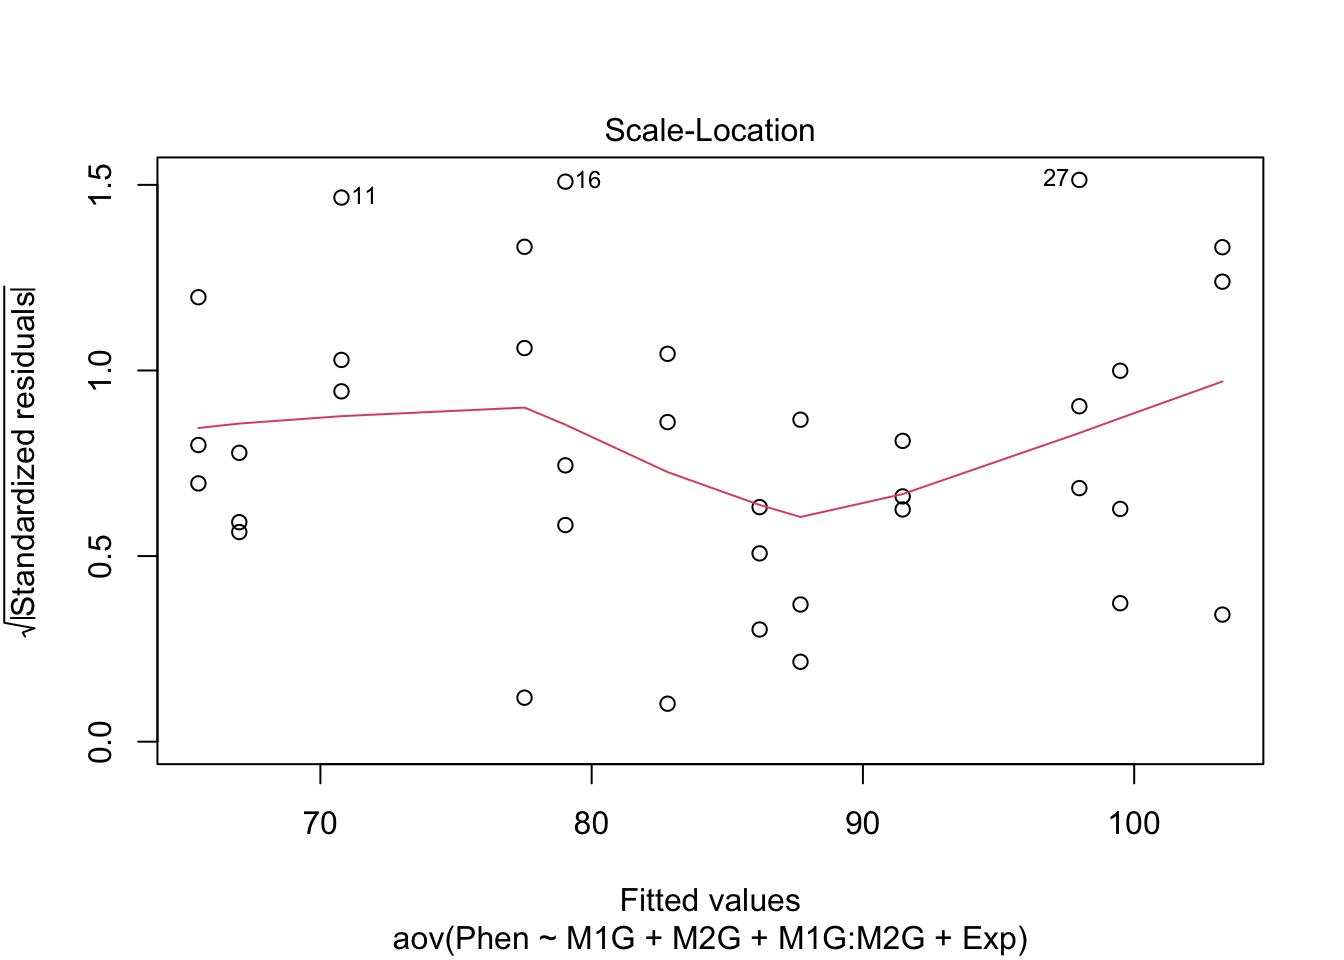 Scale-Location
√|Standardized residuals|
1.5
1.0
0.5
0.0
11
16
27
70 80 90 100
Fitted values
aov(Phen ~ M1G + M2G + M1G:M2G + Exp)